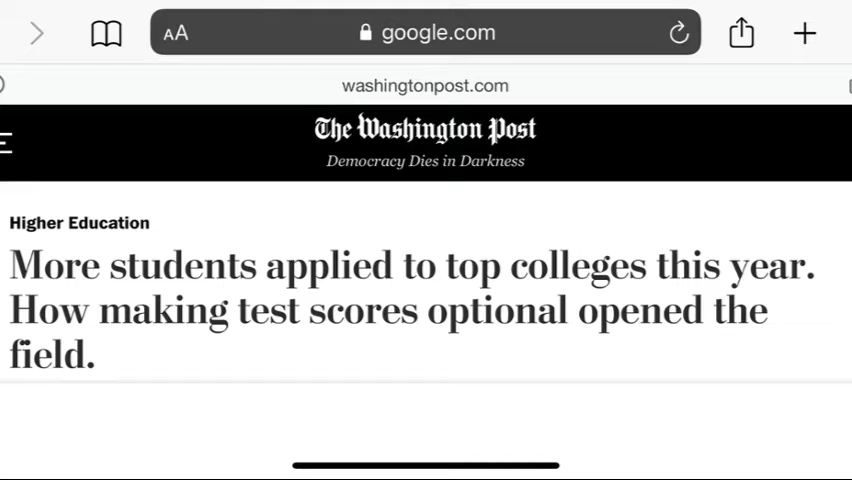 AA google.com
washingtonpost.com
The Washington Post
Democracy Dies in Darkness
Higher Education
More students applied to top colleges this year.
How making test scores optional opened the
field.